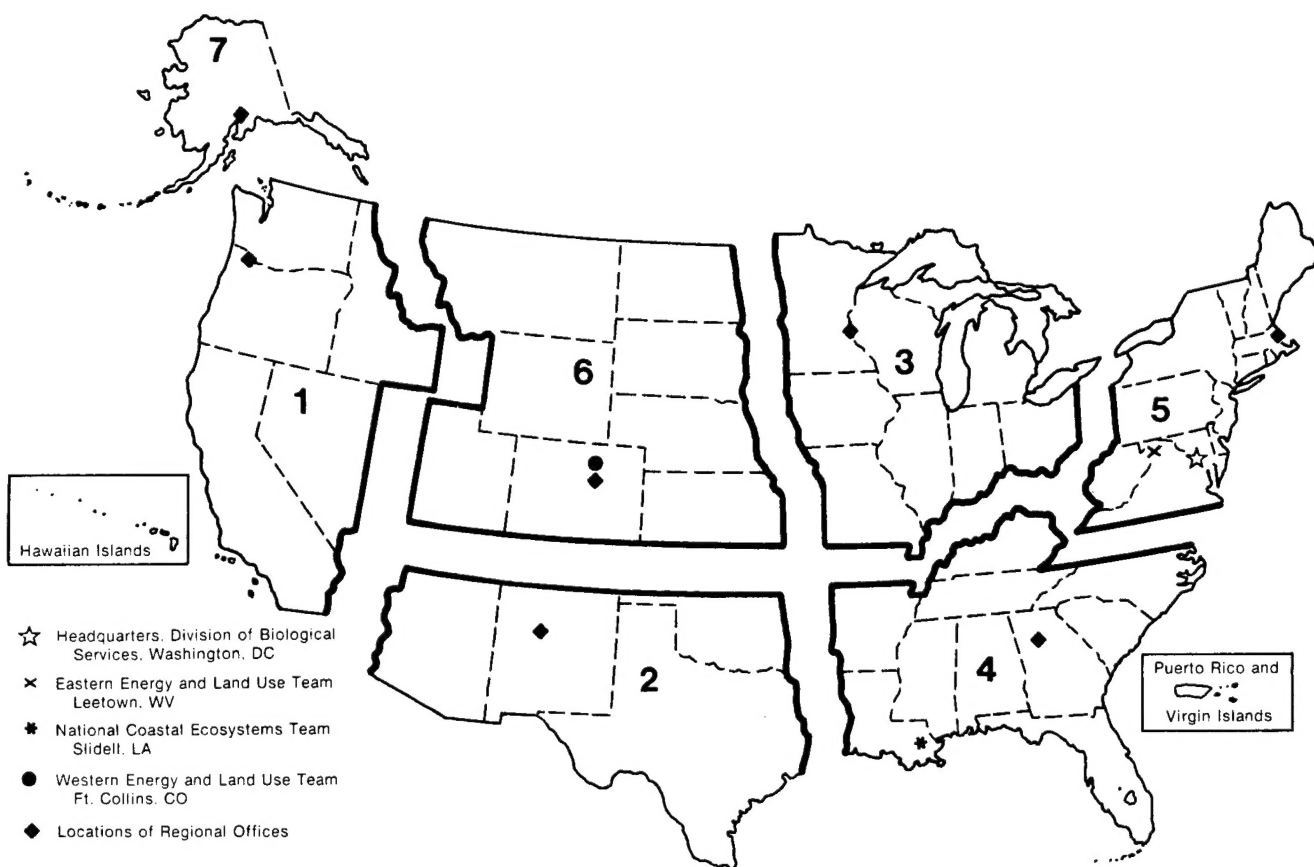 7
6
3
1
5
Hawaiian Islands
☆ Headquarters, Division of Biological
Services, Washington, DC
× Eastern Energy and Land Use Team
Leetown, WV
* National Coastal Ecosystems Team
Slidell, LA
● Western Energy and Land Use Team
Ft. Collins, CO
◆ Locations of Regional Offices
2
4
Puerto Rico and
Virgin Islands